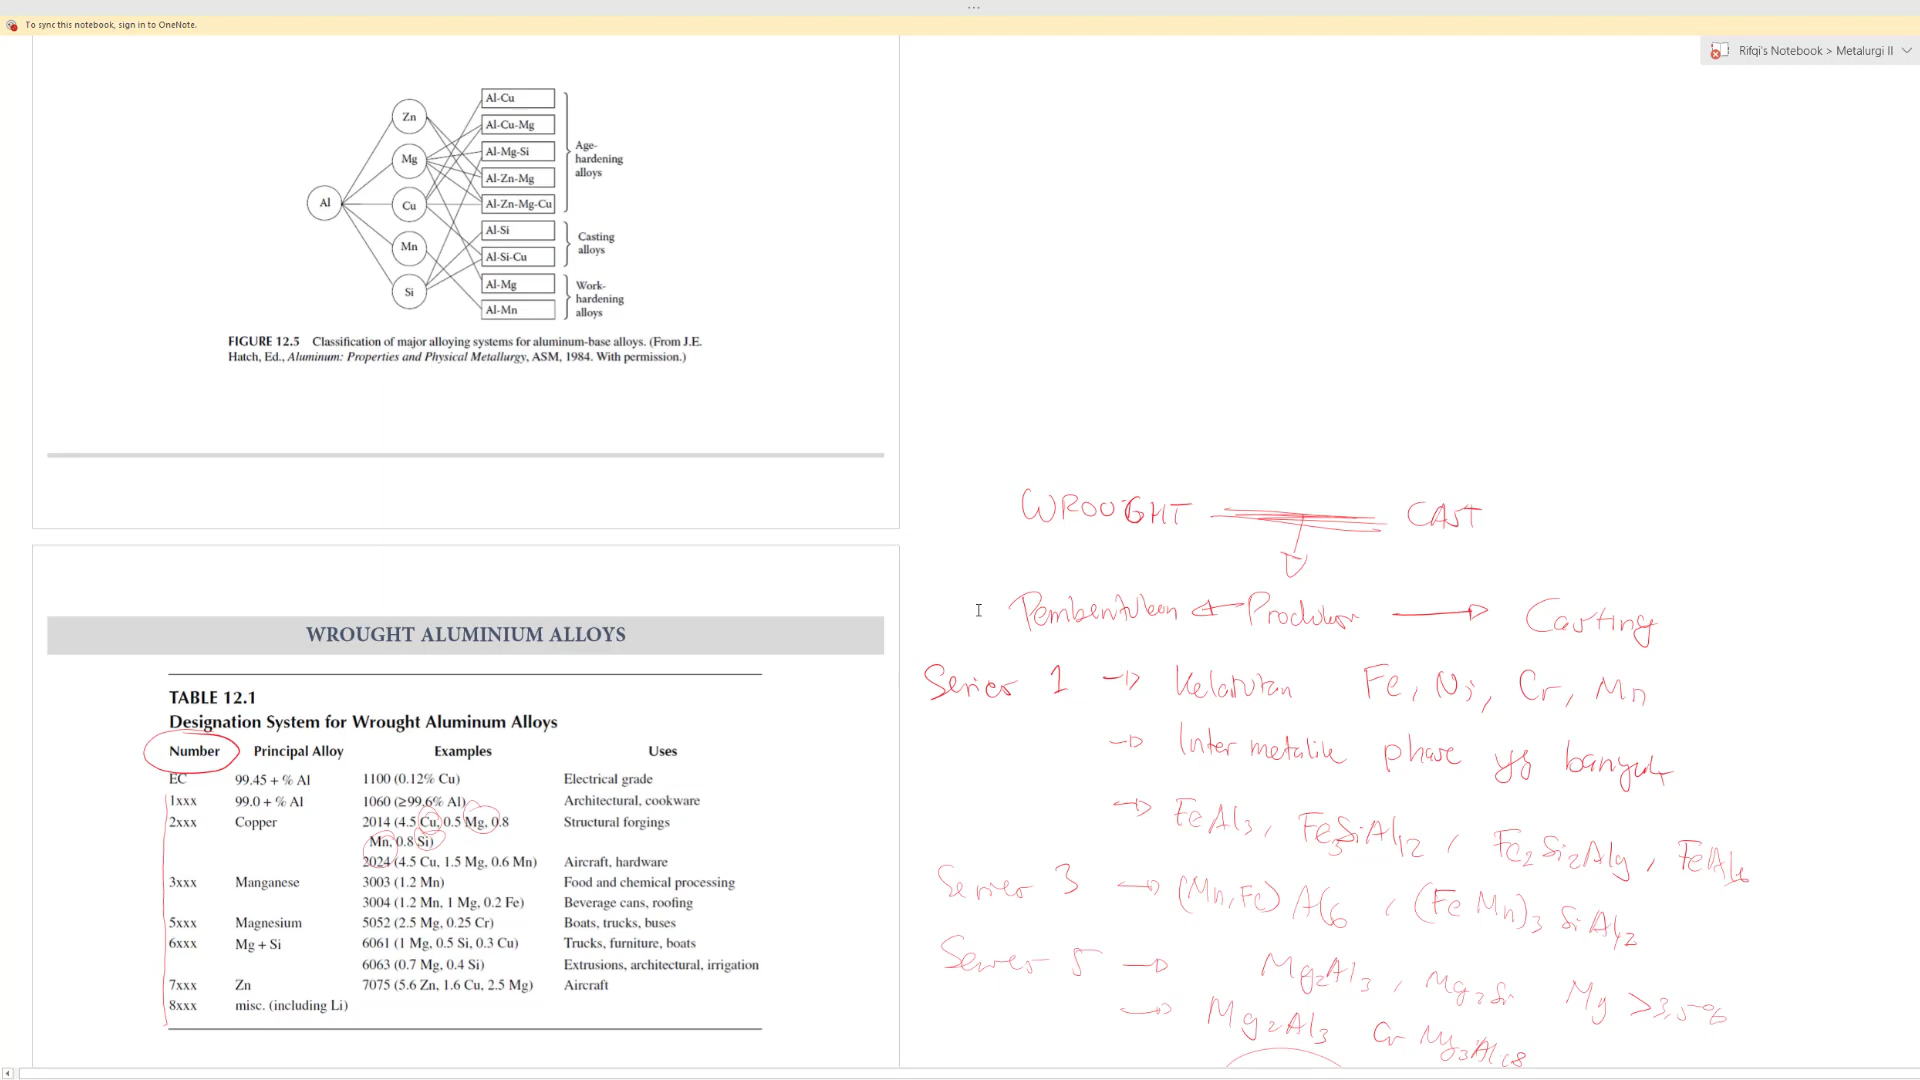 ...
To sync this notebook, sign in to OneNote.
Rifqi's Notebook > Metalurgi II
Al
Zn
Mg
Cu
Mn
Si
Al-Cu
Al-Cu-Mg
Al-Mg-Si
Al-Zn-Mg
Al-Zn-Mg-Cu
Al-Si
Al-Si-Cu
Al-Mg
Al-Mn
Age-
hardening
alloys
Casting
alloys
Work-
hardening
alloys
FIGURE 12.5 Classification of major alloying systems for aluminum-base alloys. (From J.E.
Hatch, Ed., Aluminum: Properties and Physical Metallurgy, ASM, 1984. With permission.)
WROUGHT ALUMINIUM ALLOYS
TABLE 12.1
Designation System for Wrought Aluminum Alloys
Number Principal Alloy Examples Uses
EC 99.45 + % Al 1100 (0.12% Cu) Electrical grade
1xxx 99.0 + % Al 1060 (≥99.6% Al) Architectural, cookware
2xxx Copper 2014 (4.5 Cu, 0.5 Mg, 0.8 Structural forgings
Mn, 0.8 Si)
2024 (4.5 Cu, 1.5 Mg, 0.6 Mn) Aircraft, hardware
3xxx Manganese 3003 (1.2 Mn) Food and chemical processing
3004 (1.2 Mn, 1 Mg, 0.2 Fe) Beverage cans, roofing
5xxx Magnesium 5052 (2.5 Mg, 0.25 Cr) Boats, trucks, buses
6xxx Mg + Si 6061 (1 Mg, 0.5 Si, 0.3 Cu) Trucks, furniture, boats
6063 (0.7 Mg, 0.4 Si) Extrusions, architectural, irrigation
7xxx Zn 7075 (5.6 Zn, 1.6 Cu, 2.5 Mg) Aircraft
8xxx misc. (including Li)
WROUGHT CAST
Pembentukan ← Produksi → Casting
Series 1 → Kelarutan Fe, Ni, Cr, Mn
→ Inter metalik phase yg banyak
→ FeAl3, Fe3SiAl12, Fe2Si2Al9, FeAl6
Series 3 → (Mn,Fe) Al6, (Fe Mn)3 SiAl12
Series 5 → Mg2Al3, Mg2Si Mg >3,5%
→ Mg2Al3 Cr Mg3Al18